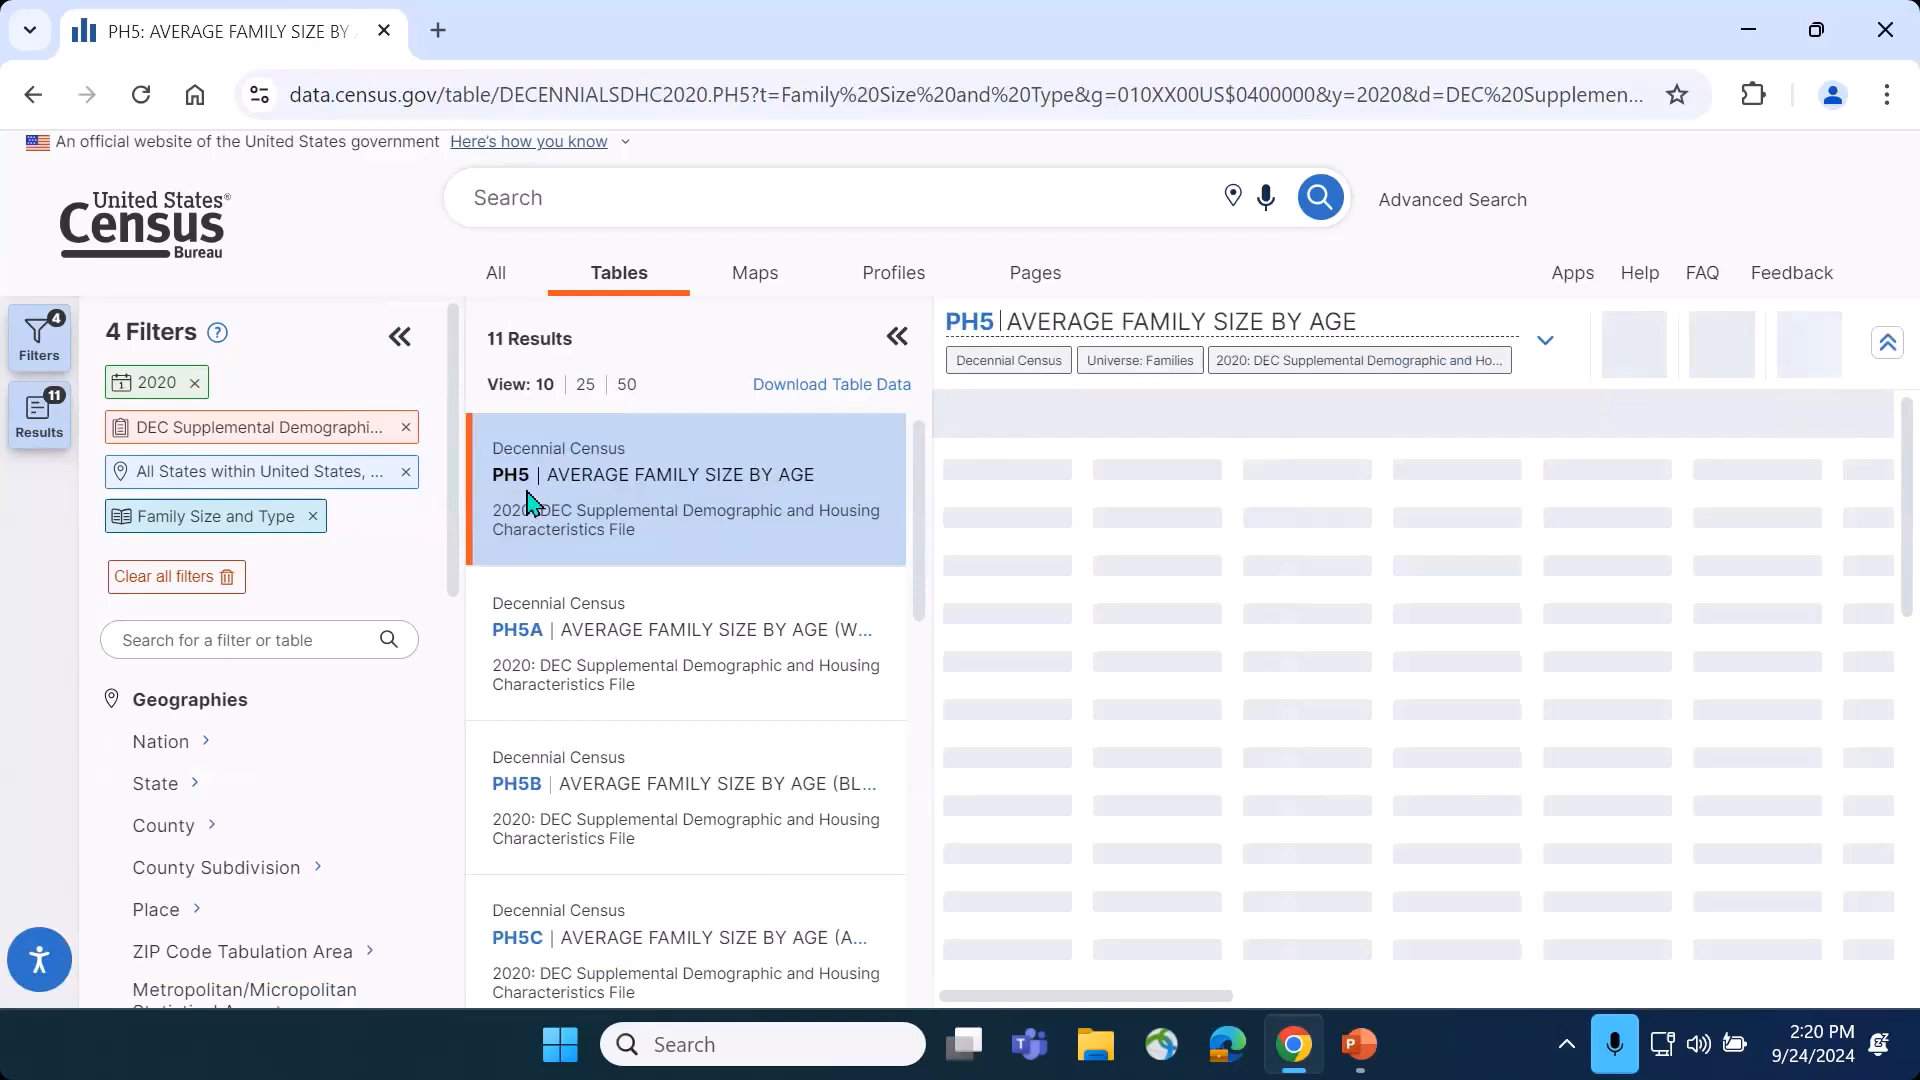 PH5: AVERAGE FAMILY SIZE BY
data.census.gov/table/DECENNIALSDHC2020.PH5?t=Family%20Size%20and%20Type&g=010XX00US$0400000&y=2020&d=DEC%20Supplemen...
An official website of the United States government Here's how you know
United States®
Census
Bureau
Search
Advanced Search
All Tables Maps Profiles Pages
Apps Help FAQ Feedback
4
Filters
11
Results
4 Filters ?
1 2020 ×
DEC Supplemental Demographi... ×
All States within United States, ... ×
Family Size and Type ×
Clear all filters
Search for a filter or table
Geographies
Nation
State
County
County Subdivision
Place
ZIP Code Tabulation Area
Metropolitan/Micropolitan
11 Results
View: 10 | 25 | 50
Download Table Data
Decennial Census
PH5 | AVERAGE FAMILY SIZE BY AGE
2020: DEC Supplemental Demographic and Housing
Characteristics File
Decennial Census
PH5A | AVERAGE FAMILY SIZE BY AGE (W...
2020: DEC Supplemental Demographic and Housing
Characteristics File
Decennial Census
PH5B | AVERAGE FAMILY SIZE BY AGE (BL...
2020: DEC Supplemental Demographic and Housing
Characteristics File
Decennial Census
PH5C | AVERAGE FAMILY SIZE BY AGE (A...
2020: DEC Supplemental Demographic and Housing
Characteristics File
PH5 | AVERAGE FAMILY SIZE BY AGE
Decennial Census
Universe: Families
2020: DEC Supplemental Demographic and Ho...
Search
2:20 PM
9/24/2024